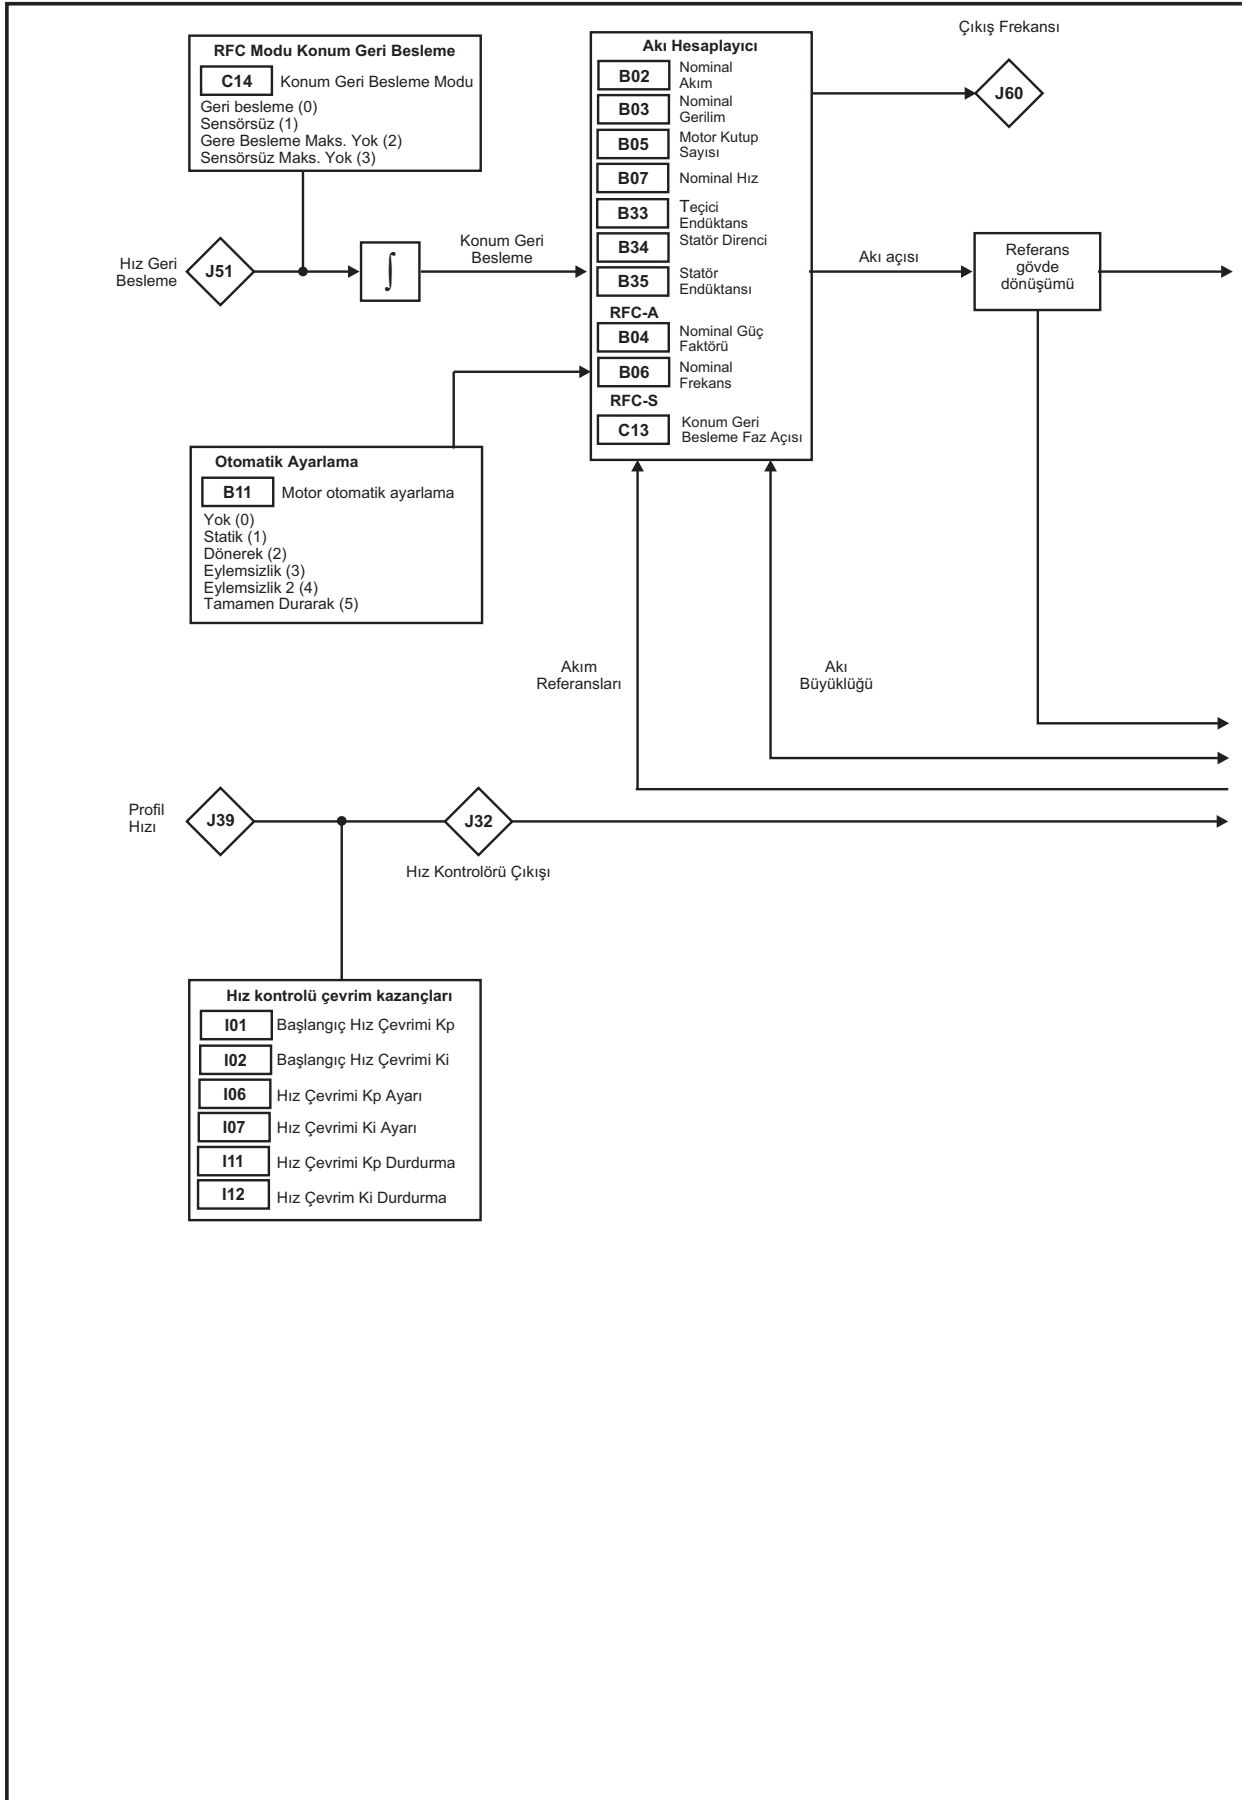 Çıkış Frekansı
J60
RFC Modu Konum Geri Besleme
C14 Konum Geri Besleme Modu
Geri besleme (0)
Sensörsüz (1)
Gere Besleme Maks. Yok (2)
Sensörsüz Maks. Yok (3)
Akı Hesaplayıcı
B02 Nominal
Akım
B03 Nominal
Gerilim
B05 Motor Kutup
Sayısı
B07 Nominal Hız
B33 Teçici
Endüktans
B34 Statör Direnci
B35 Statör
Endüktansı
RFC-A
B04 Nominal Güç
Faktörü
B06 Nominal
Frekans
RFC-S
C13 Konum Geri
Besleme Faz Açısı
Hız Geri
Besleme
J51
∫
Konum Geri
Besleme
Akı açısı
Referans
gövde
dönüşümü
Otomatik Ayarlama
B11 Motor otomatik ayarlama
Yok (0)
Statik (1)
Dönerek (2)
Eylemsizlik (3)
Eylemsizlik 2 (4)
Tamamen Durarak (5)
Akım
Referansları
Akı
Büyüklüğü
Profil
Hızı
J39
J32
Hız Kontrolörü Çıkışı
Hız kontrolü çevrim kazançları
I01 Başlangıç Hız Çevrimi Kp
I02 Başlangıç Hız Çevrimi Ki
I06 Hız Çevrimi Kp Ayarı
I07 Hız Çevrimi Ki Ayarı
I11 Hız Çevrimi Kp Durdurma
I12 Hız Çevrim Ki Durdurma